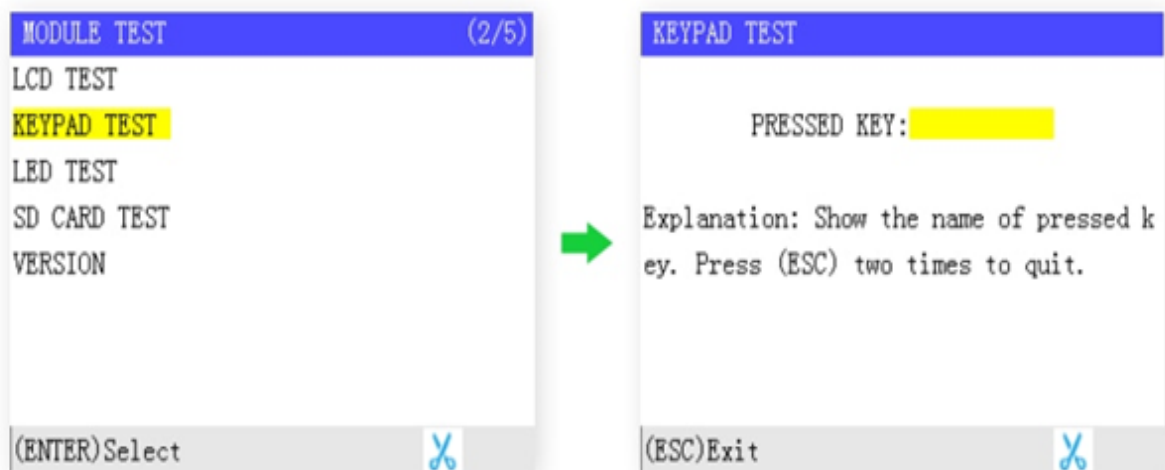 MODULE TEST (2/5)
LCD TEST
KEYPAD TEST
LED TEST
SD CARD TEST
VERSION
(ENTER)Select
KEYPAD TEST
PRESSED KEY:
Explanation: Show the name of pressed k
ey. Press (ESC) two times to quit.
(ESC)Exit